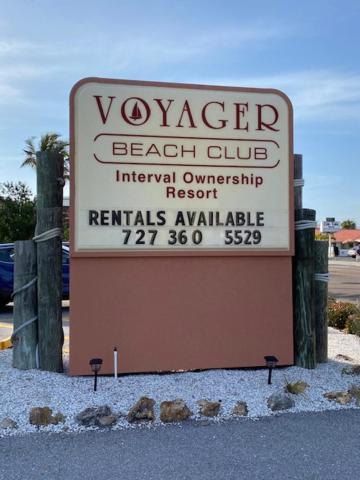 VOYAGER
BEACH CLUB
Interval Ownership
Resort
RENTALS AVAILABLE
727 360 5529